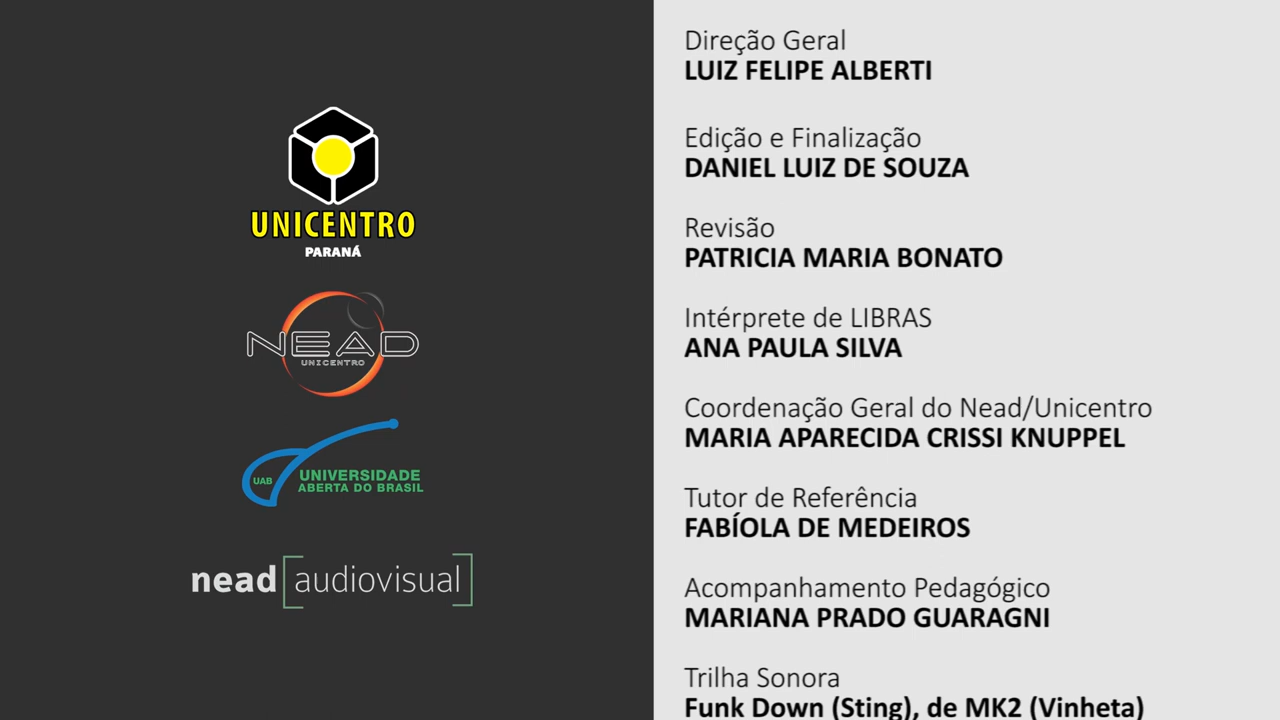 UNICENTRO
PARANÁ
NEAD
UNICENTRO
UAB
UNIVERSIDADE
ABERTA DO BRASIL
nead[audiovisual]
Direção Geral
LUIZ FELIPE ALBERTI
Edição e Finalização
DANIEL LUIZ DE SOUZA
Revisão
PATRICIA MARIA BONATO
Intérprete de LIBRAS
ANA PAULA SILVA
Coordenação Geral do Nead/Unicentro
MARIA APARECIDA CRISSI KNUPPEL
Tutor de Referência
FABÍOLA DE MEDEIROS
Acompanhamento Pedagógico
MARIANA PRADO GUARAGNI
Trilha Sonora
Funk Down (Sting), de MK2 (Vinheta)